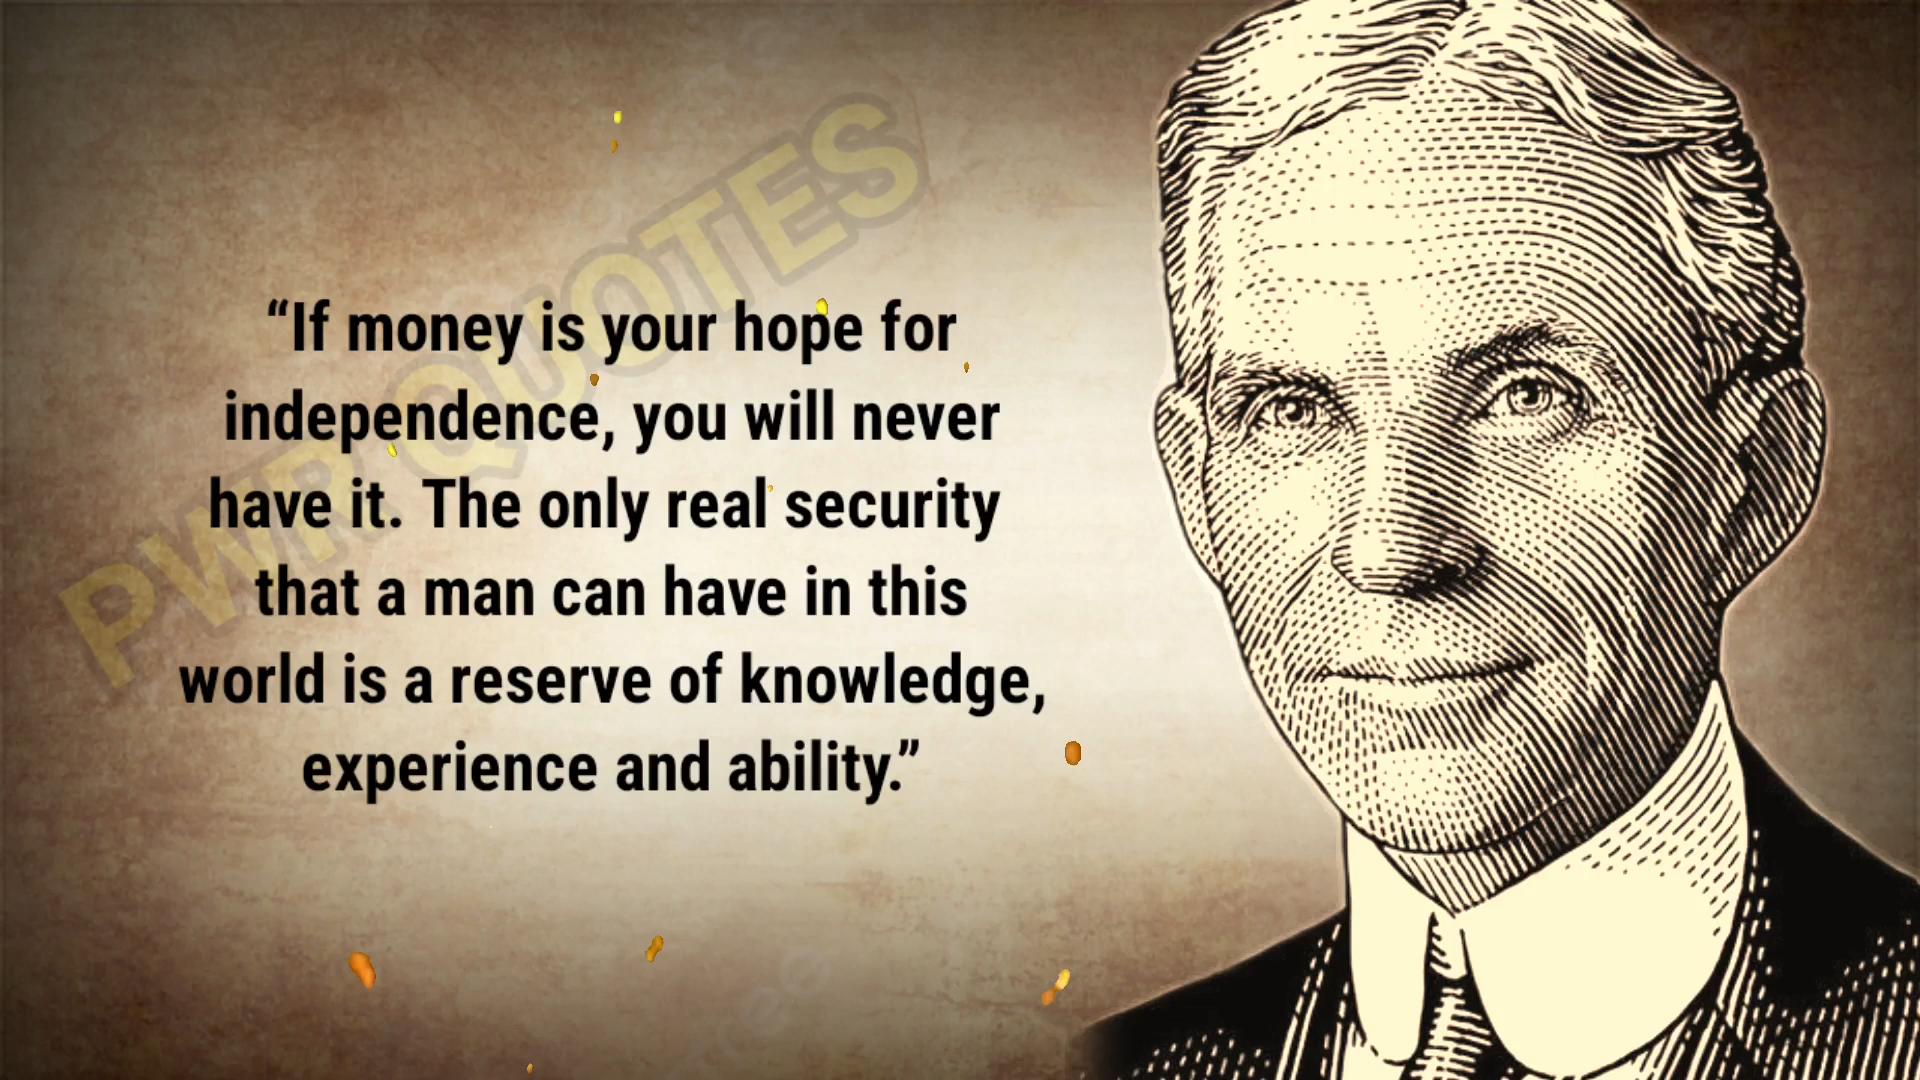 PWR QUOTES
“If money is your hope for
independence, you will never
have it. The only real security
that a man can have in this
world is a reserve of knowledge,
experience and ability.”